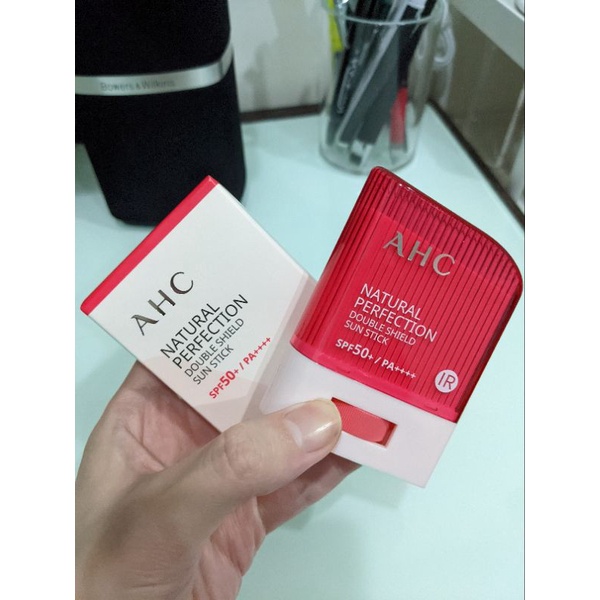 Bowers & Wilkins
AHC
NATURAL
PERFECTION
DOUBLE SHIELD
SUN STICK
SPF50+ / PA++++
AHC
NATURAL
PERFECTION
DOUBLE SHIELD
SUN STICK
SPF50+ / PA++++
IR